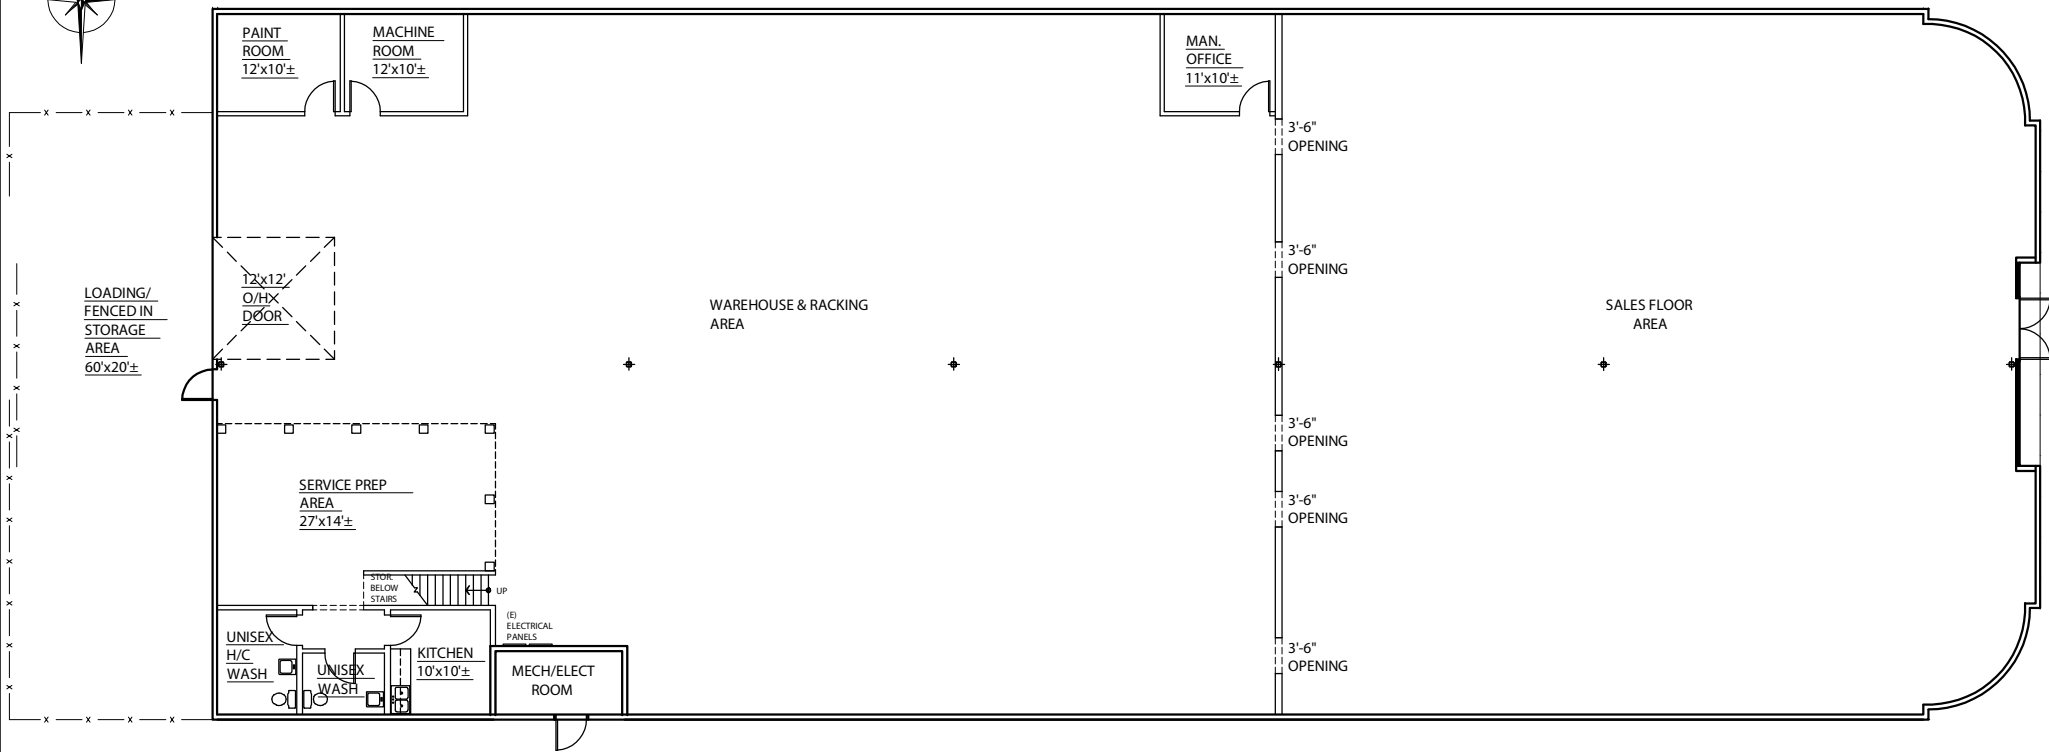 PAINT
ROOM
12'x10'±
MACHINE
ROOM
12'x10'±
MAN.
OFFICE
11'x10'±
3'-6"
OPENING
3'-6"
OPENING
LOADING/
FENCED IN
STORAGE
AREA
60'x20'±
12'x12'
O/H
DOOR
WAREHOUSE & RACKING
AREA
SALES FLOOR
AREA
3'-6"
OPENING
SERVICE PREP
AREA
27'x14'±
3'-6"
OPENING
STOR.
BELOW
STAIRS
UP
(E)
ELECTRICAL
PANELS
UNISEX
H/C
WASH
UNISEX
WASH
KITCHEN
10'x10'±
MECH/ELECT
ROOM
3'-6"
OPENING